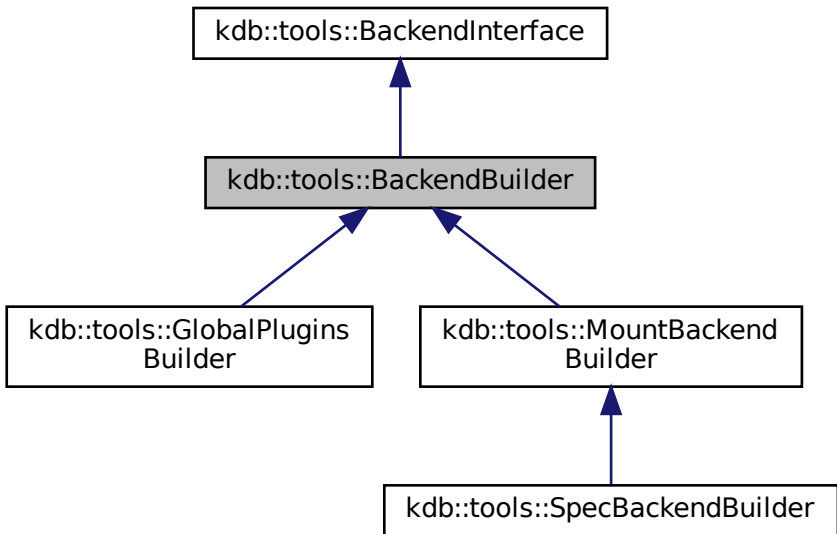 kdb::tools::BackendInterface
kdb::tools::BackendBuilder
kdb::tools::GlobalPlugins
Builder
kdb::tools::MountBackend
Builder
kdb::tools::SpecBackendBuilder